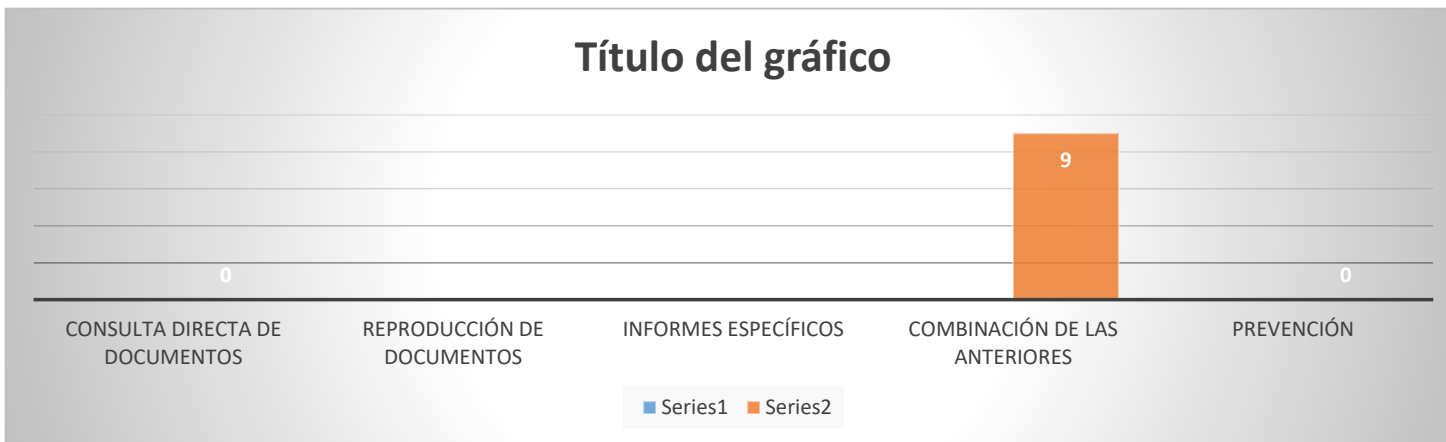 Título del gráfico
9
0
0
CONSULTA DIRECTA DE
DOCUMENTOS
REPRODUCCIÓN DE
DOCUMENTOS
INFORMES ESPECÍFICOS
COMBINACIÓN DE LAS
ANTERIORES
PREVENCIÓN
Series1
Series2